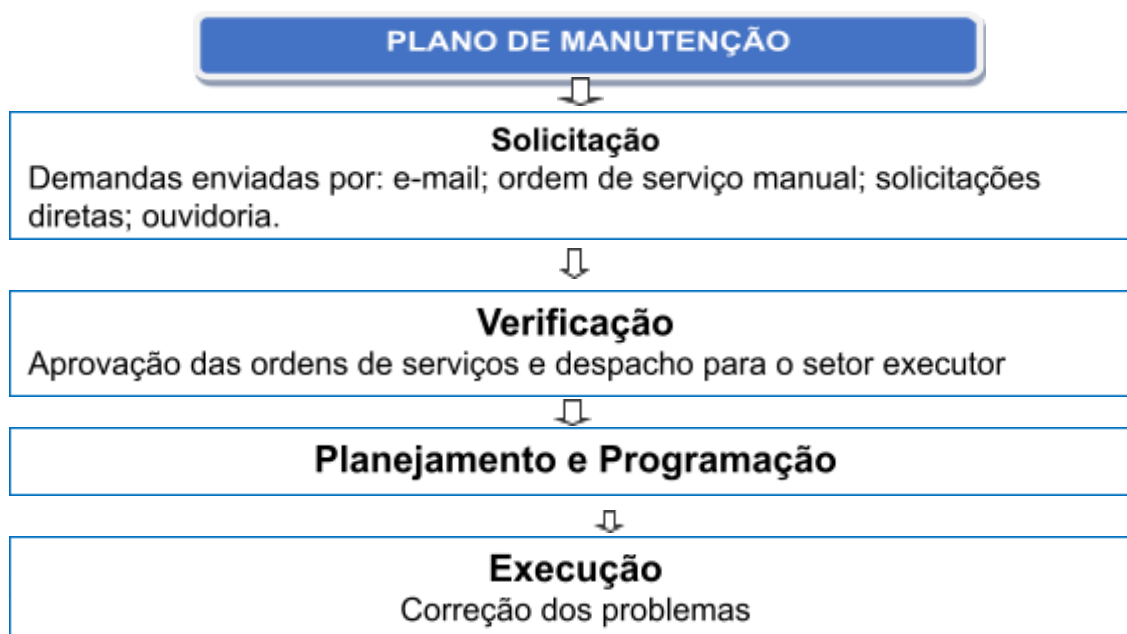 PLANO DE MANUTENÇÃO
Solicitação
Demandas enviadas por: e-mail; ordem de serviço manual; solicitações
diretas; ouvidoria.
Verificação
Aprovação das ordens de serviços e despacho para o setor executor
Planejamento e Programação
Execução
Correção dos problemas